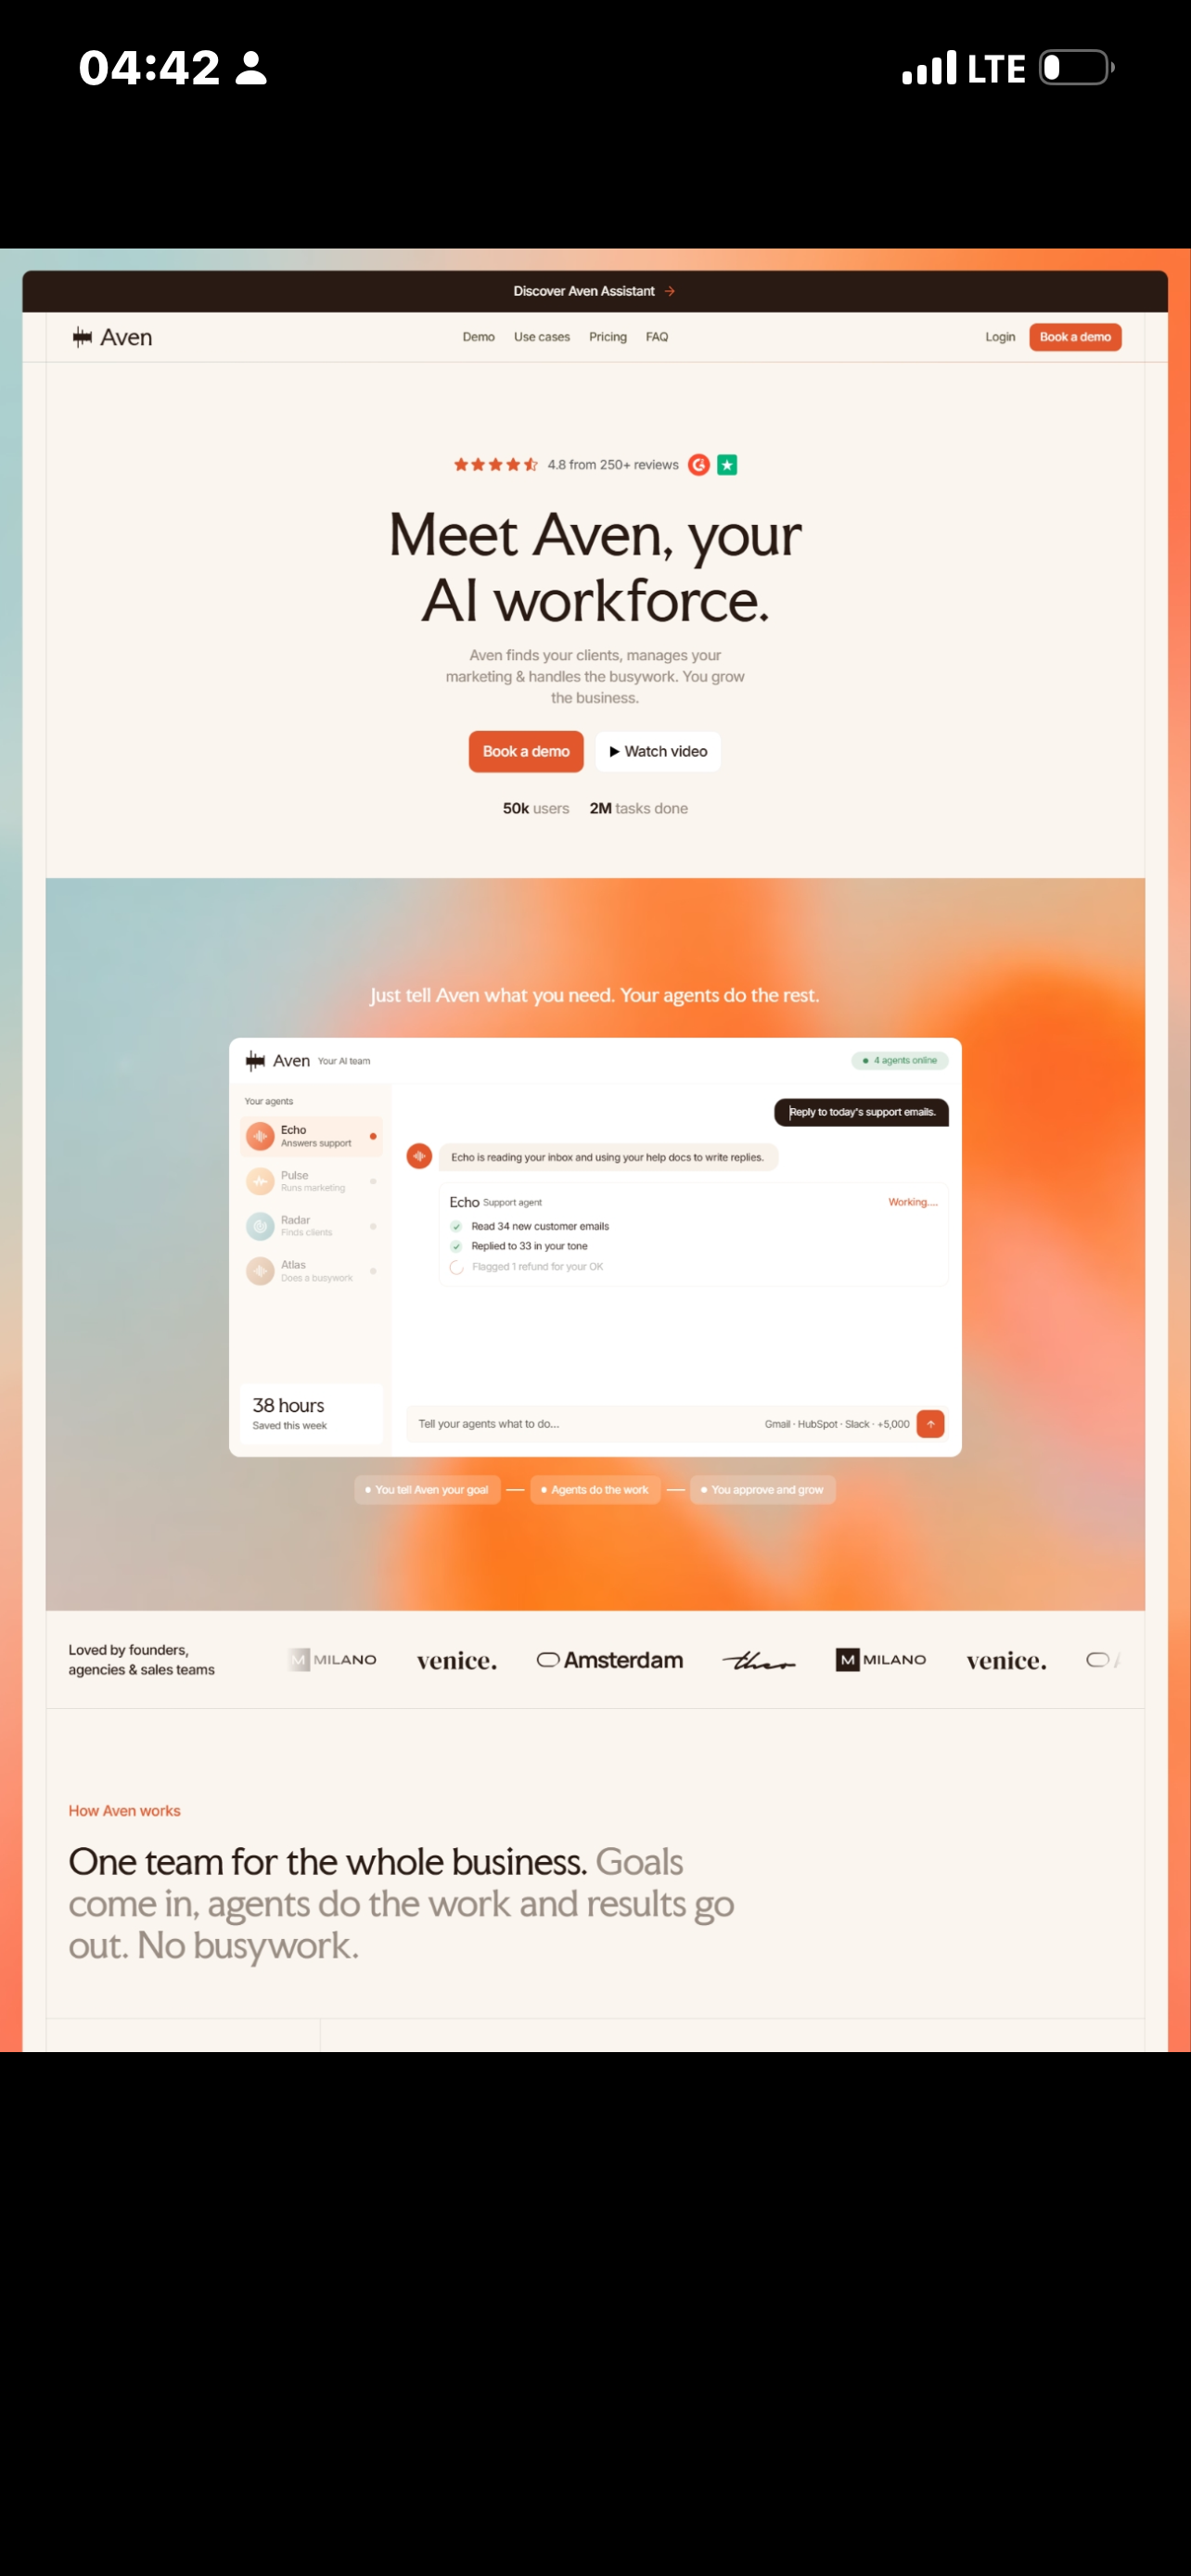 04:42
LTE
Discover Aven Assistant →
Aven
Demo Use cases Pricing FAQ
Login Book a demo
4.8 from 250+ reviews
Meet Aven, your
AI workforce.
Aven finds your clients, manages your
marketing & handles the busywork. You grow
the business.
Book a demo
Watch video
50k users 2M tasks done
Just tell Aven what you need. Your agents do the rest.
Aven Your AI team
4 agents online
Your agents
Echo
Answers support
Pulse
Runs marketing
Radar
Finds clients
Atlas
Does a busywork
38 hours
Saved this week
Reply to today's support emails.
Echo is reading your inbox and using your help docs to write replies.
Echo Support agent
Working....
Read 34 new customer emails
Replied to 33 in your tone
Flagged 1 refund for your OK
Tell your agents what to do...
Gmail · HubSpot · Slack · +5,000
You tell Aven your goal
Agents do the work
You approve and grow
Loved by founders,
agencies & sales teams
M MILANO
venice.
Amsterdam
theo
M MILANO
venice.
How Aven works
One team for the whole business. Goals
come in, agents do the work and results go
out. No busywork.